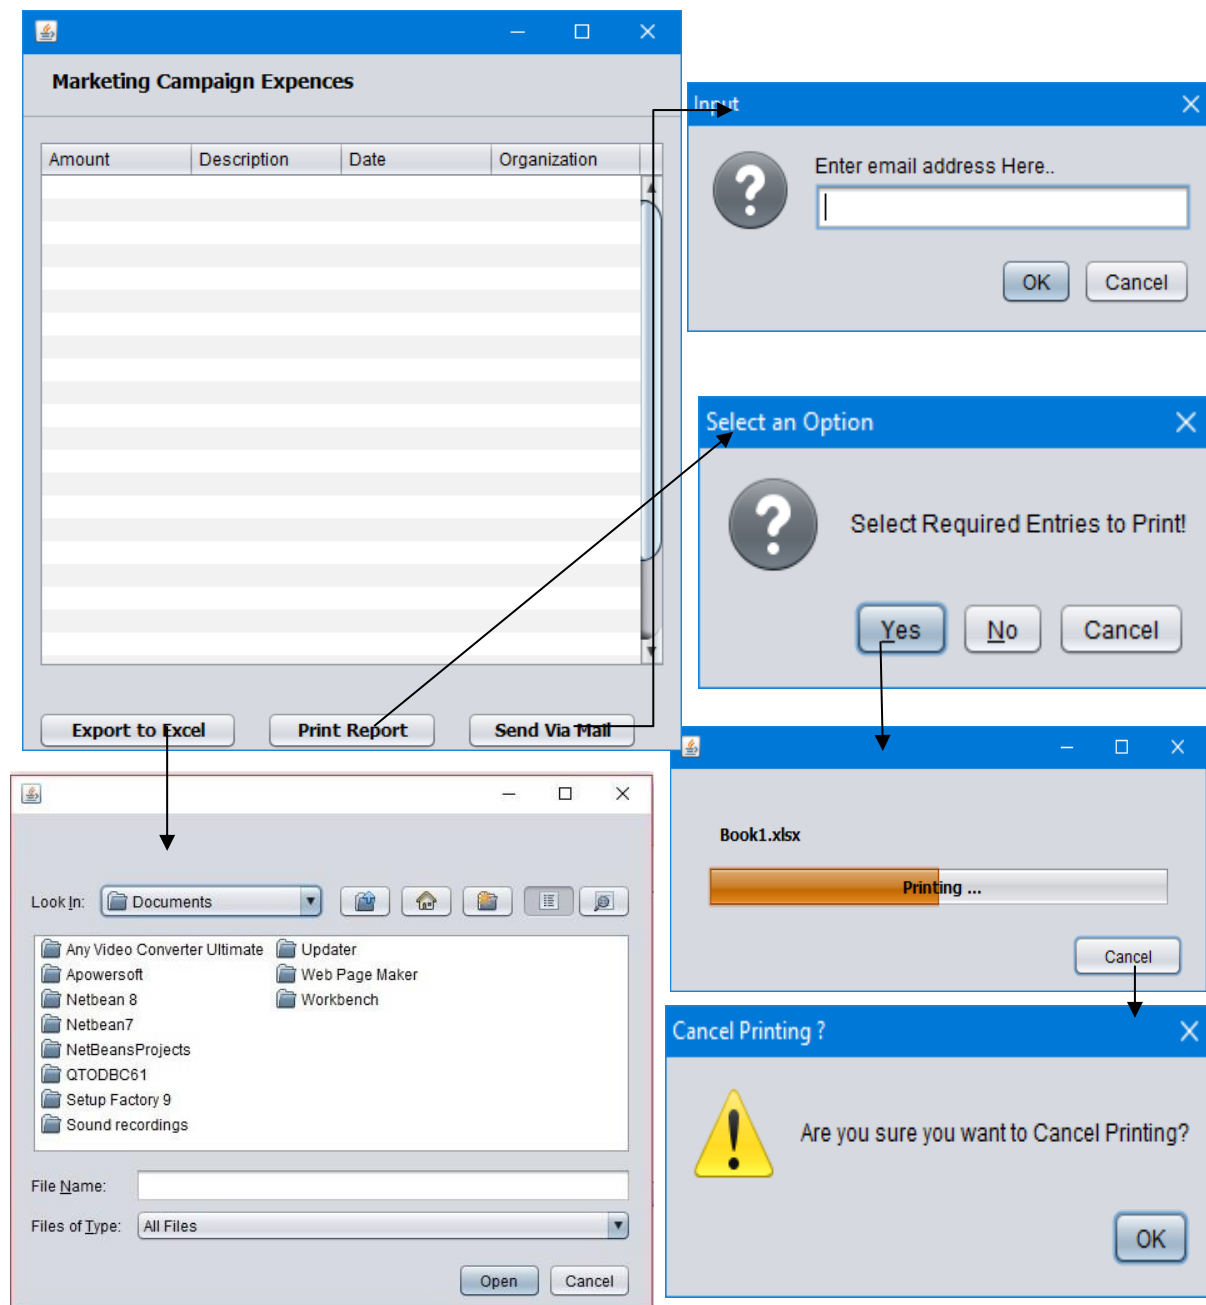 Marketing Campaign Expences
Amount Description Date Organization
Export to Excel Print Report Send Via Mail
Input
Enter email address Here..
OK Cancel
Select an Option
Select Required Entries to Print!
Yes No Cancel
Book1.xlsx
Printing ...
Cancel
Cancel Printing ?
Are you sure you want to Cancel Printing?
OK
Look In: Documents
Any Video Converter Ultimate Updater
Apowersoft Web Page Maker
Netbean 8 Workbench
Netbean7
NetBeansProjects
QTODBC61
Setup Factory 9
Sound recordings
File Name:
Files of Type: All Files
Open Cancel